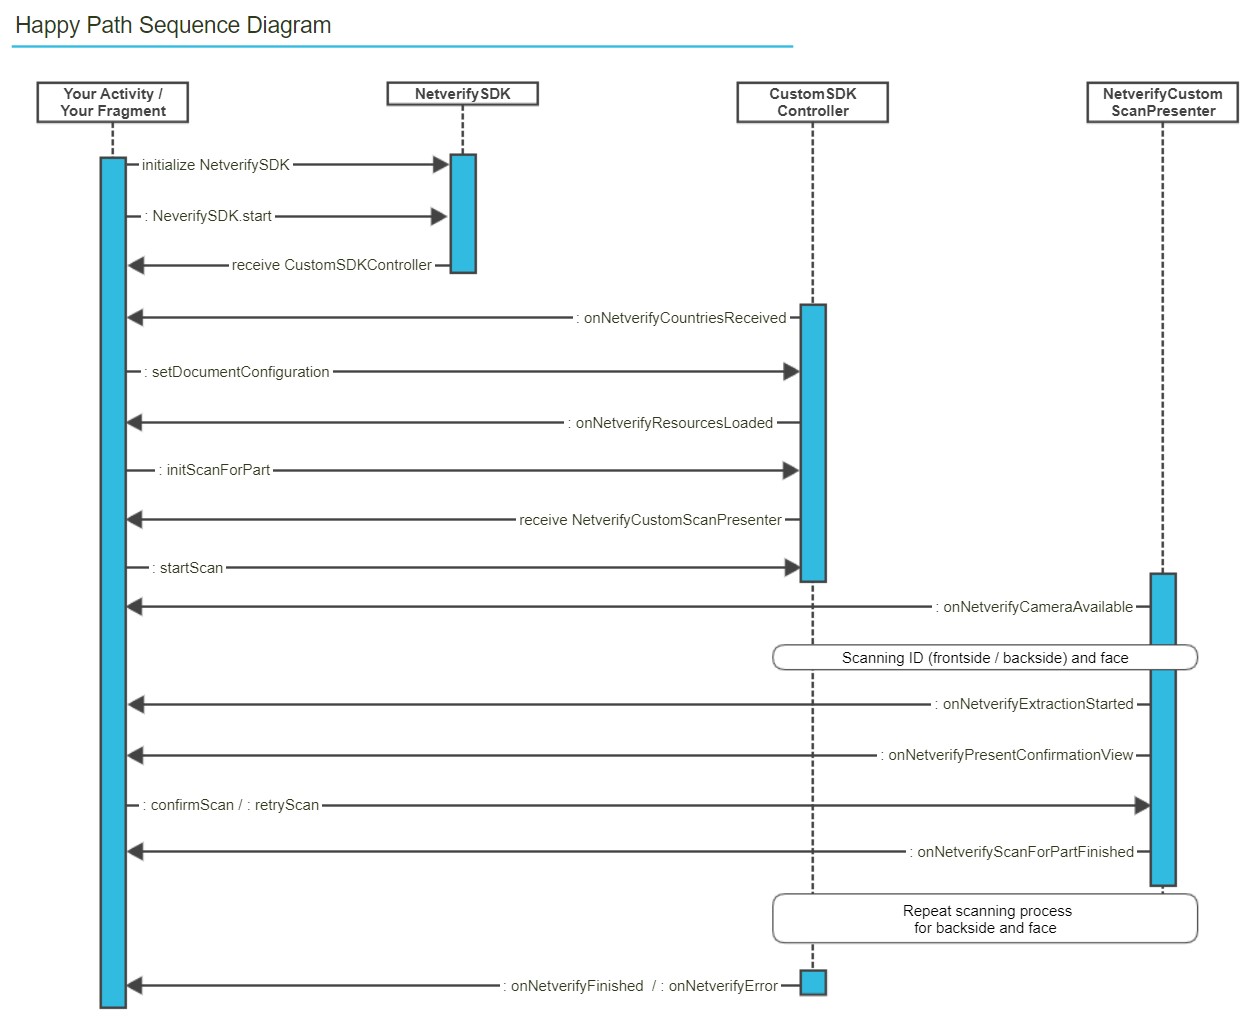 Happy Path Sequence Diagram
Your Activity /
Your Fragment
NetverifySDK
CustomSDK
Controller
NetverifyCustom
ScanPresenter
initialize NetverifySDK
: NeverifySDK.start
receive CustomSDKController
: onNetverifyCountriesReceived
: setDocumentConfiguration
: onNetverifyResourcesLoaded
: initScanForPart
receive NetverifyCustomScanPresenter
: startScan
: onNetverifyCameraAvailable
Scanning ID (frontside / backside) and face
: onNetverifyExtractionStarted
: onNetverifyPresentConfirmationView
: confirmScan / : retryScan
: onNetverifyScanForPartFinished
Repeat scanning process
for backside and face
: onNetverifyFinished / : onNetverifyError